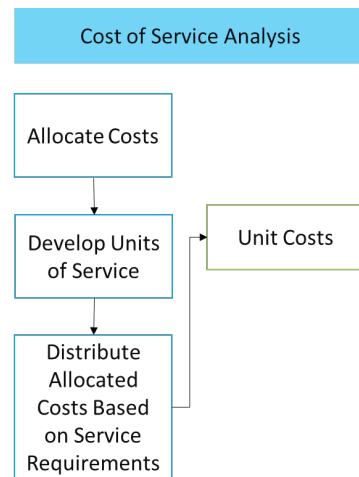 Cost of Service Analysis
Allocate Costs
Develop Units
of Service
Unit Costs
Distribute
Allocated
Costs Based
on Service
Requirements